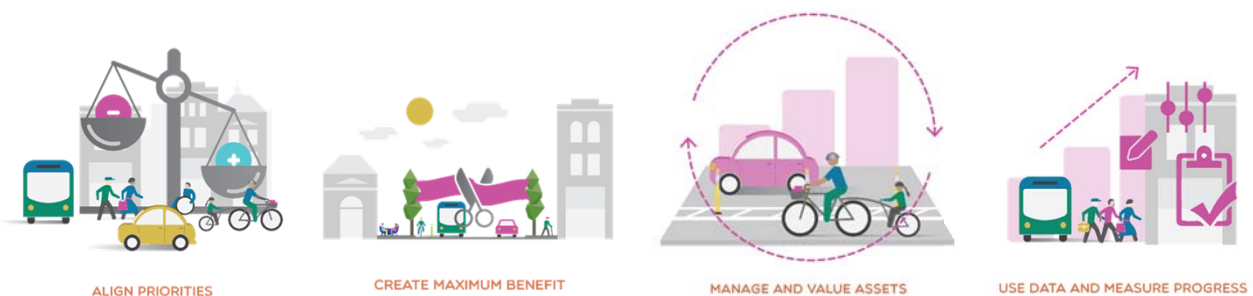 ALIGN PRIORITIES
CREATE MAXIMUM BENEFIT
MANAGE AND VALUE ASSETS
USE DATA AND MEASURE PROGRESS